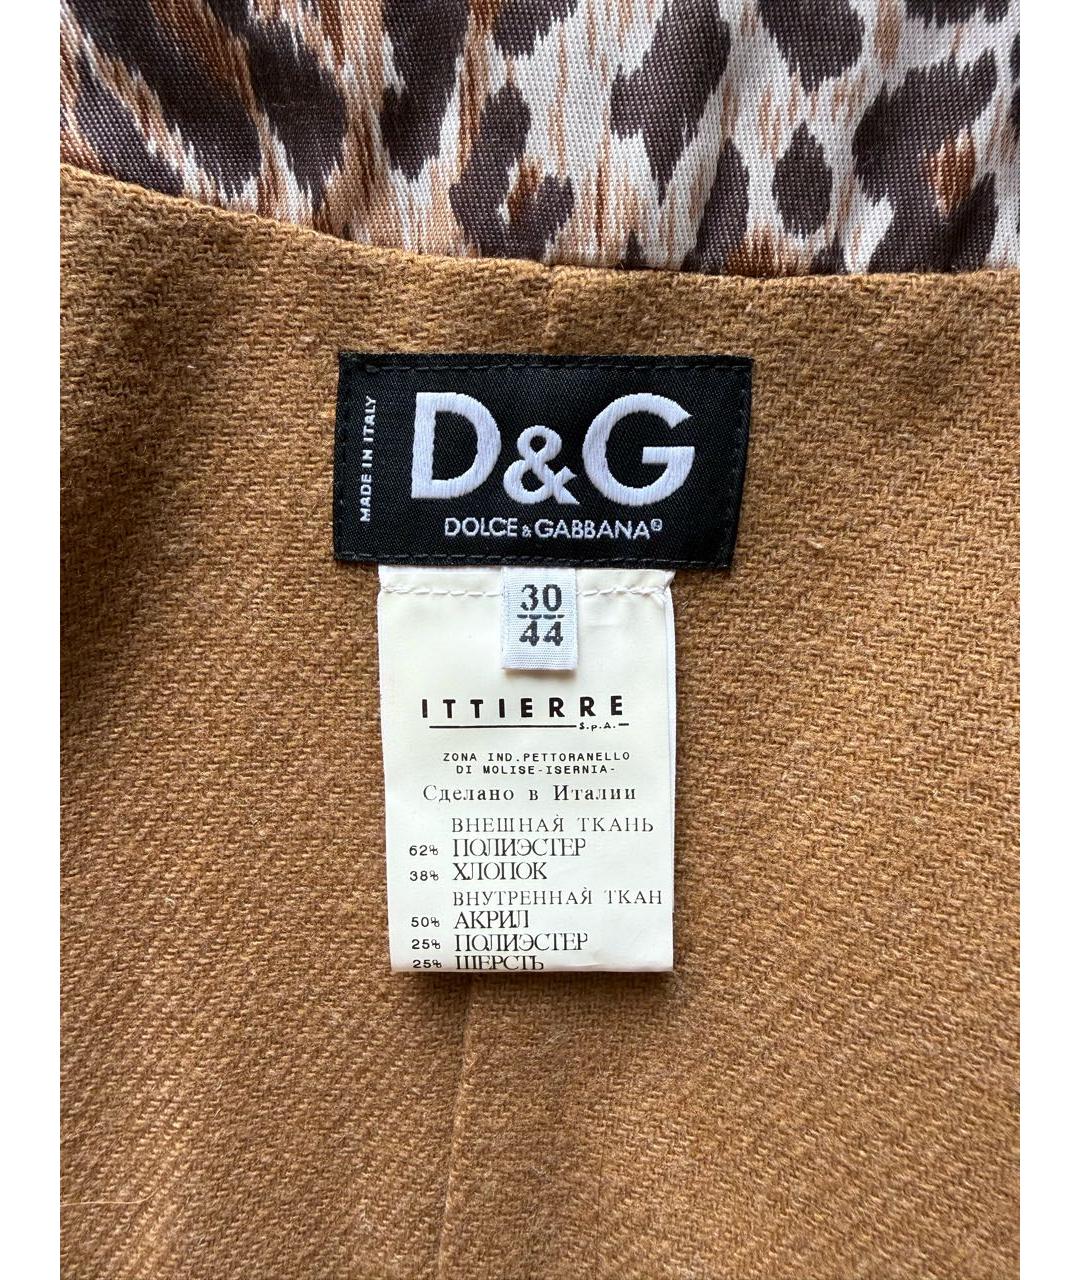 MADE IN ITALY
D&G
DOLCE & GABBANA®
30
44
ITTIERRE
S.p.A.
ZONA IND.PETTORANELLO
DI MOLISE-ISERNIA-
Сделано в Италии
ВНЕШНАЯ ТКАНЬ
62% ПОЛИЭСТЕР
38% ХЛОПОК
ВНУТРЕННАЯ ТКАН
50% АКРИЛ
25% ПОЛИЭСТЕР
25% ШЕРСТЬ